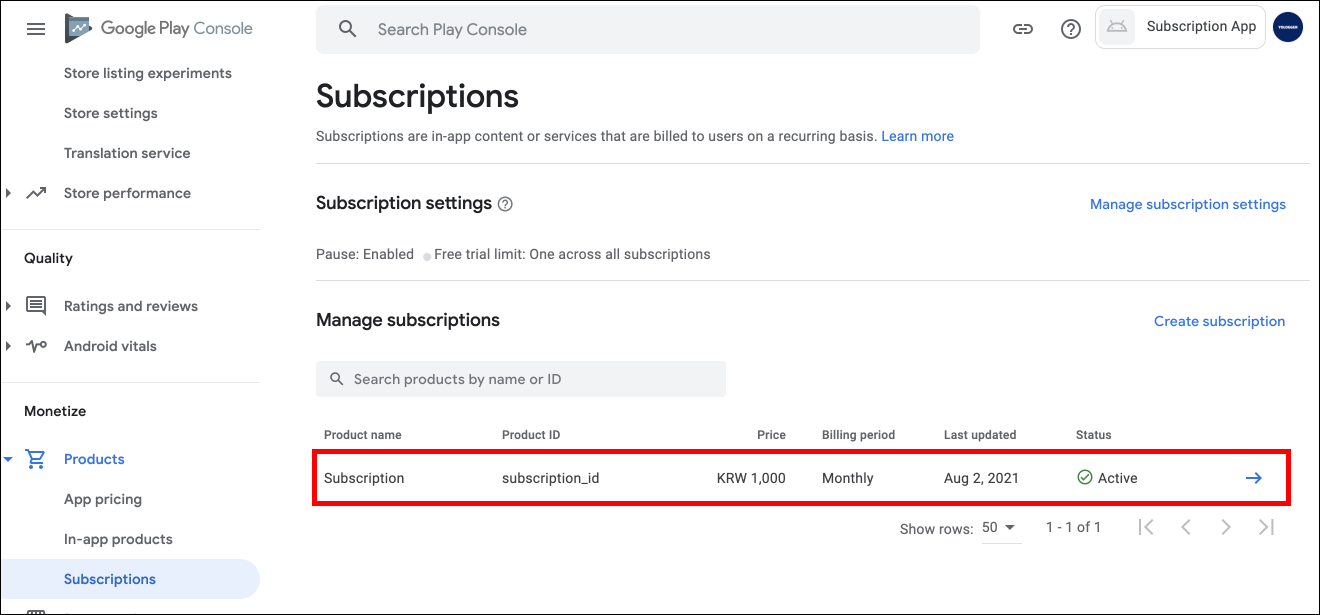 Google Play Console
Search Play Console
Subscription App
Store listing experiments
Store settings
Translation service
Store performance
Quality
Ratings and reviews
Android vitals
Monetize
Products
App pricing
In-app products
Subscriptions
Subscriptions
Subscriptions are in-app content or services that are billed to users on a recurring basis. Learn more
Subscription settings
Manage subscription settings
Pause: Enabled Free trial limit: One across all subscriptions
Manage subscriptions
Create subscription
Search products by name or ID
Product name Product ID Price Billing period Last updated Status
Subscription subscription_id KRW 1,000 Monthly Aug 2, 2021 Active
Show rows: 50 1 - 1 of 1